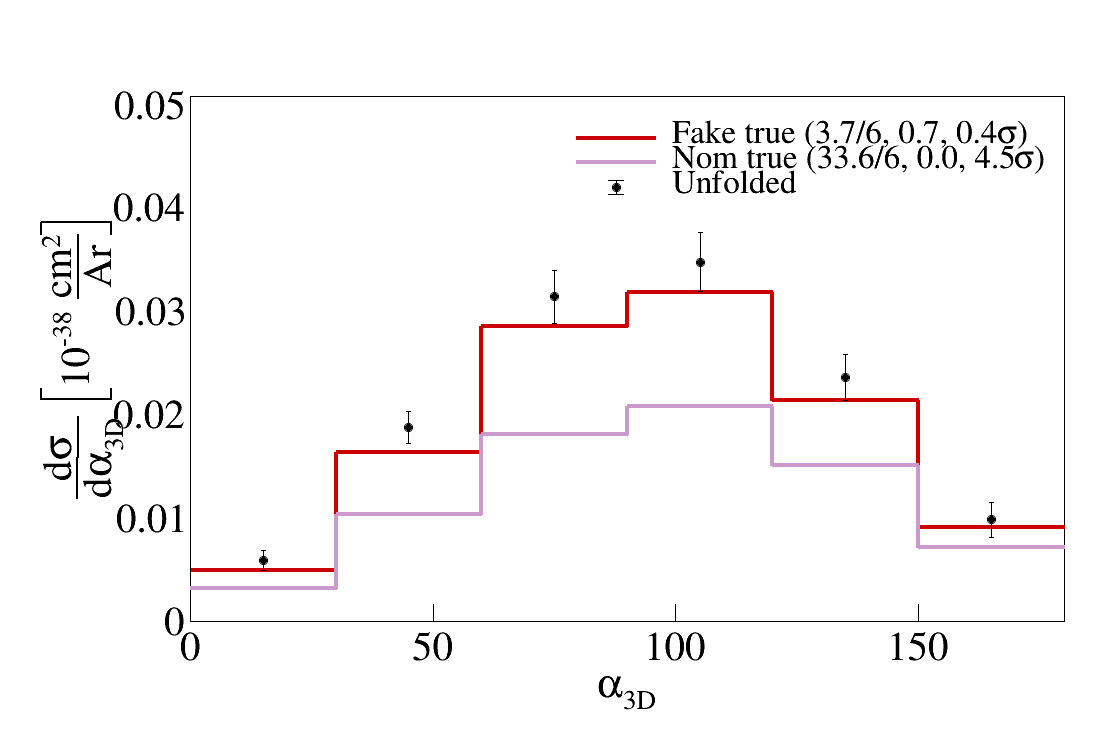 0.05
0.04
0.03
0.02
0.01
0
0
50
100
150
dσ
dα3D
[10-38 cm2
Ar]
α3D
Fake true (3.7/6, 0.7, 0.4σ)
Nom true (33.6/6, 0.0, 4.5σ)
Unfolded